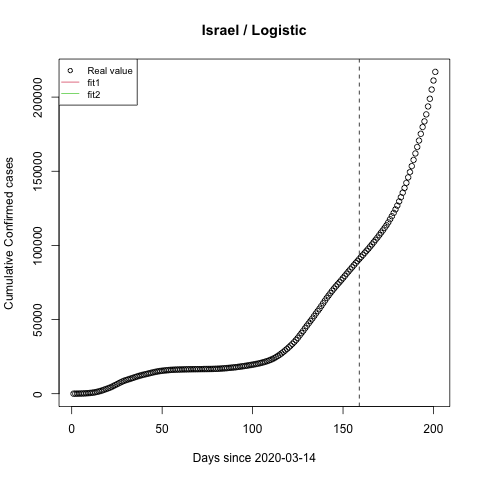 Israel / Logistic
Real value
fit1
fit2
Cumulative Confirmed cases
200000
150000
100000
50000
0
0 50 100 150 200
Days since 2020-03-14